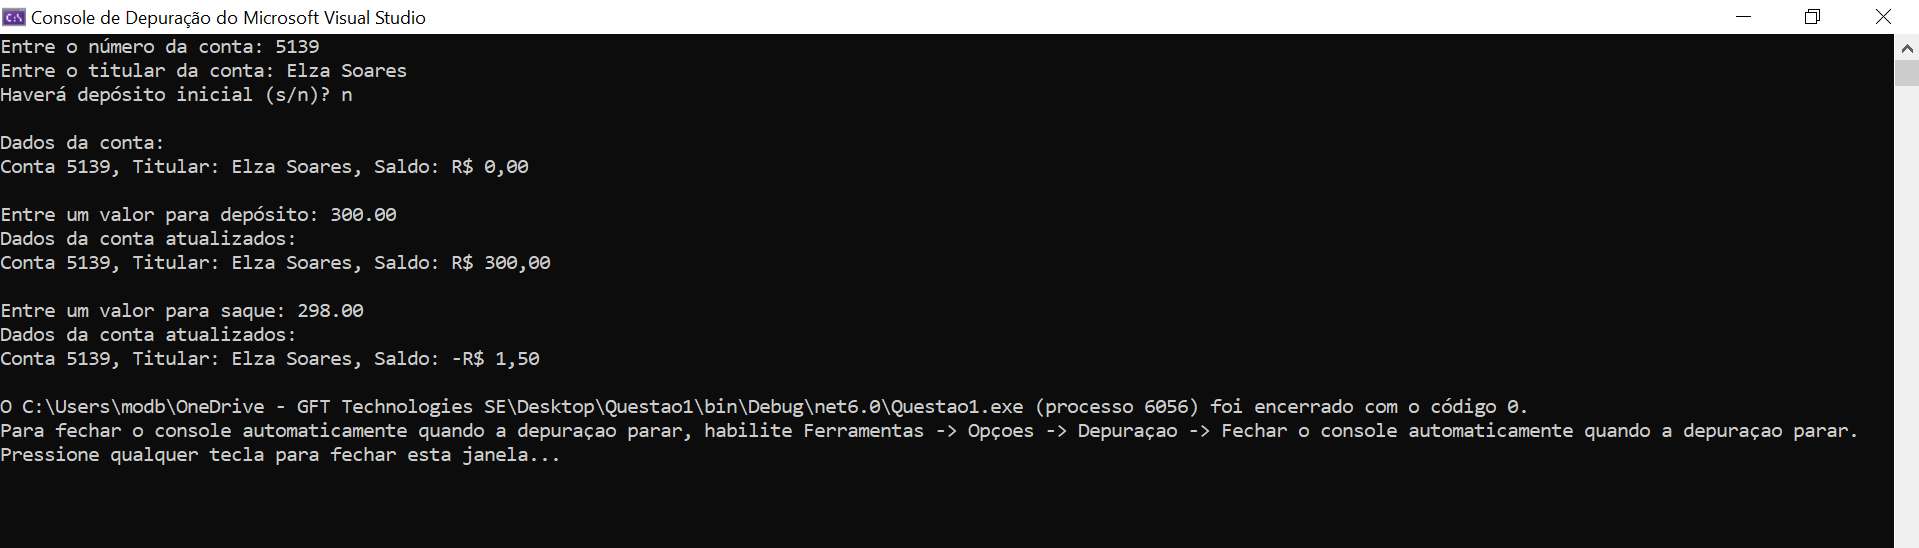 Console de Depuração do Microsoft Visual Studio
Entre o número da conta: 5139
Entre o titular da conta: Elza Soares
Haverá depósito inicial (s/n)? n
Dados da conta:
Conta 5139, Titular: Elza Soares, Saldo: R$ 0,00
Entre um valor para depósito: 300.00
Dados da conta atualizados:
Conta 5139, Titular: Elza Soares, Saldo: R$ 300,00
Entre um valor para saque: 298.00
Dados da conta atualizados:
Conta 5139, Titular: Elza Soares, Saldo: -R$ 1,50
O C:\Users\modb\OneDrive - GFT Technologies SE\Desktop\Questao1\bin\Debug\net6.0\Questao1.exe (processo 6056) foi encerrado com o código 0.
Para fechar o console automaticamente quando a depuraçao parar, habilite Ferramentas -> Opçoes -> Depuraçao -> Fechar o console automaticamente quando a depuraçao parar.
Pressione qualquer tecla para fechar esta janela...